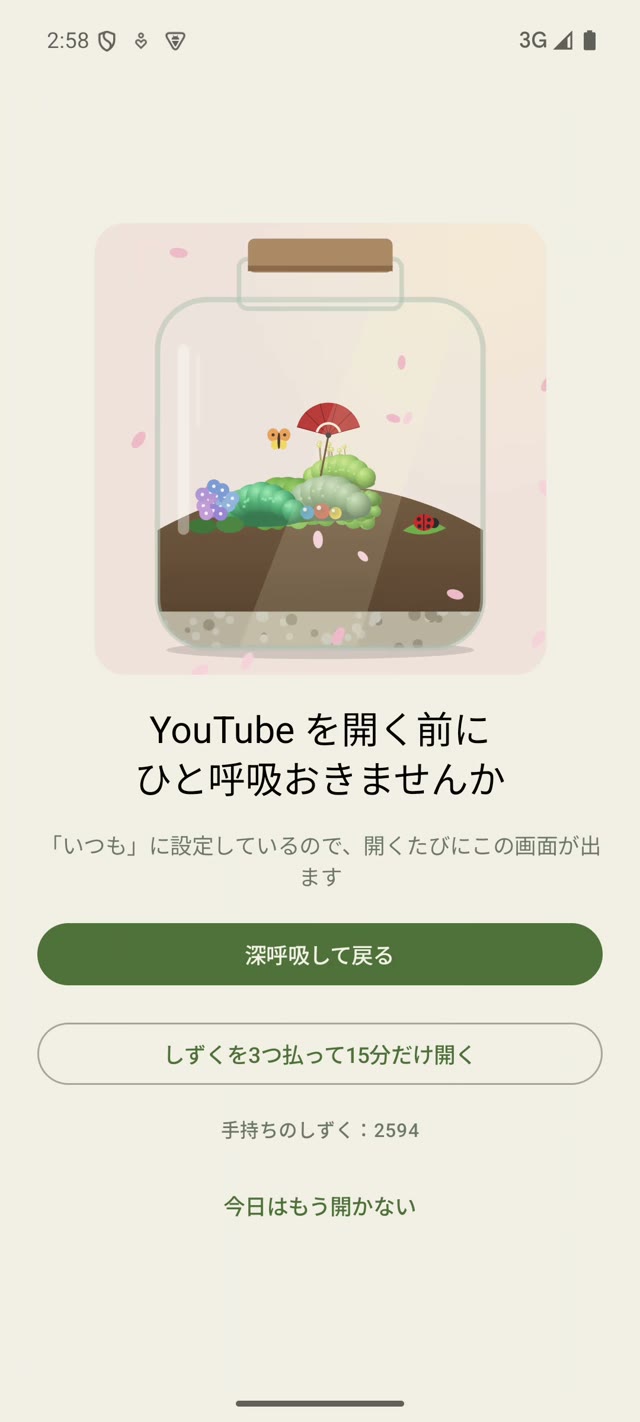 2:58
3G
YouTube を開く前に
ひと呼吸おきませんか
「いつも」に設定しているので、開くたびにこの画面が出
ます
深呼吸して戻る
しずくを3つ払って15分だけ開く
手持ちのしずく：2594
今日はもう開かない